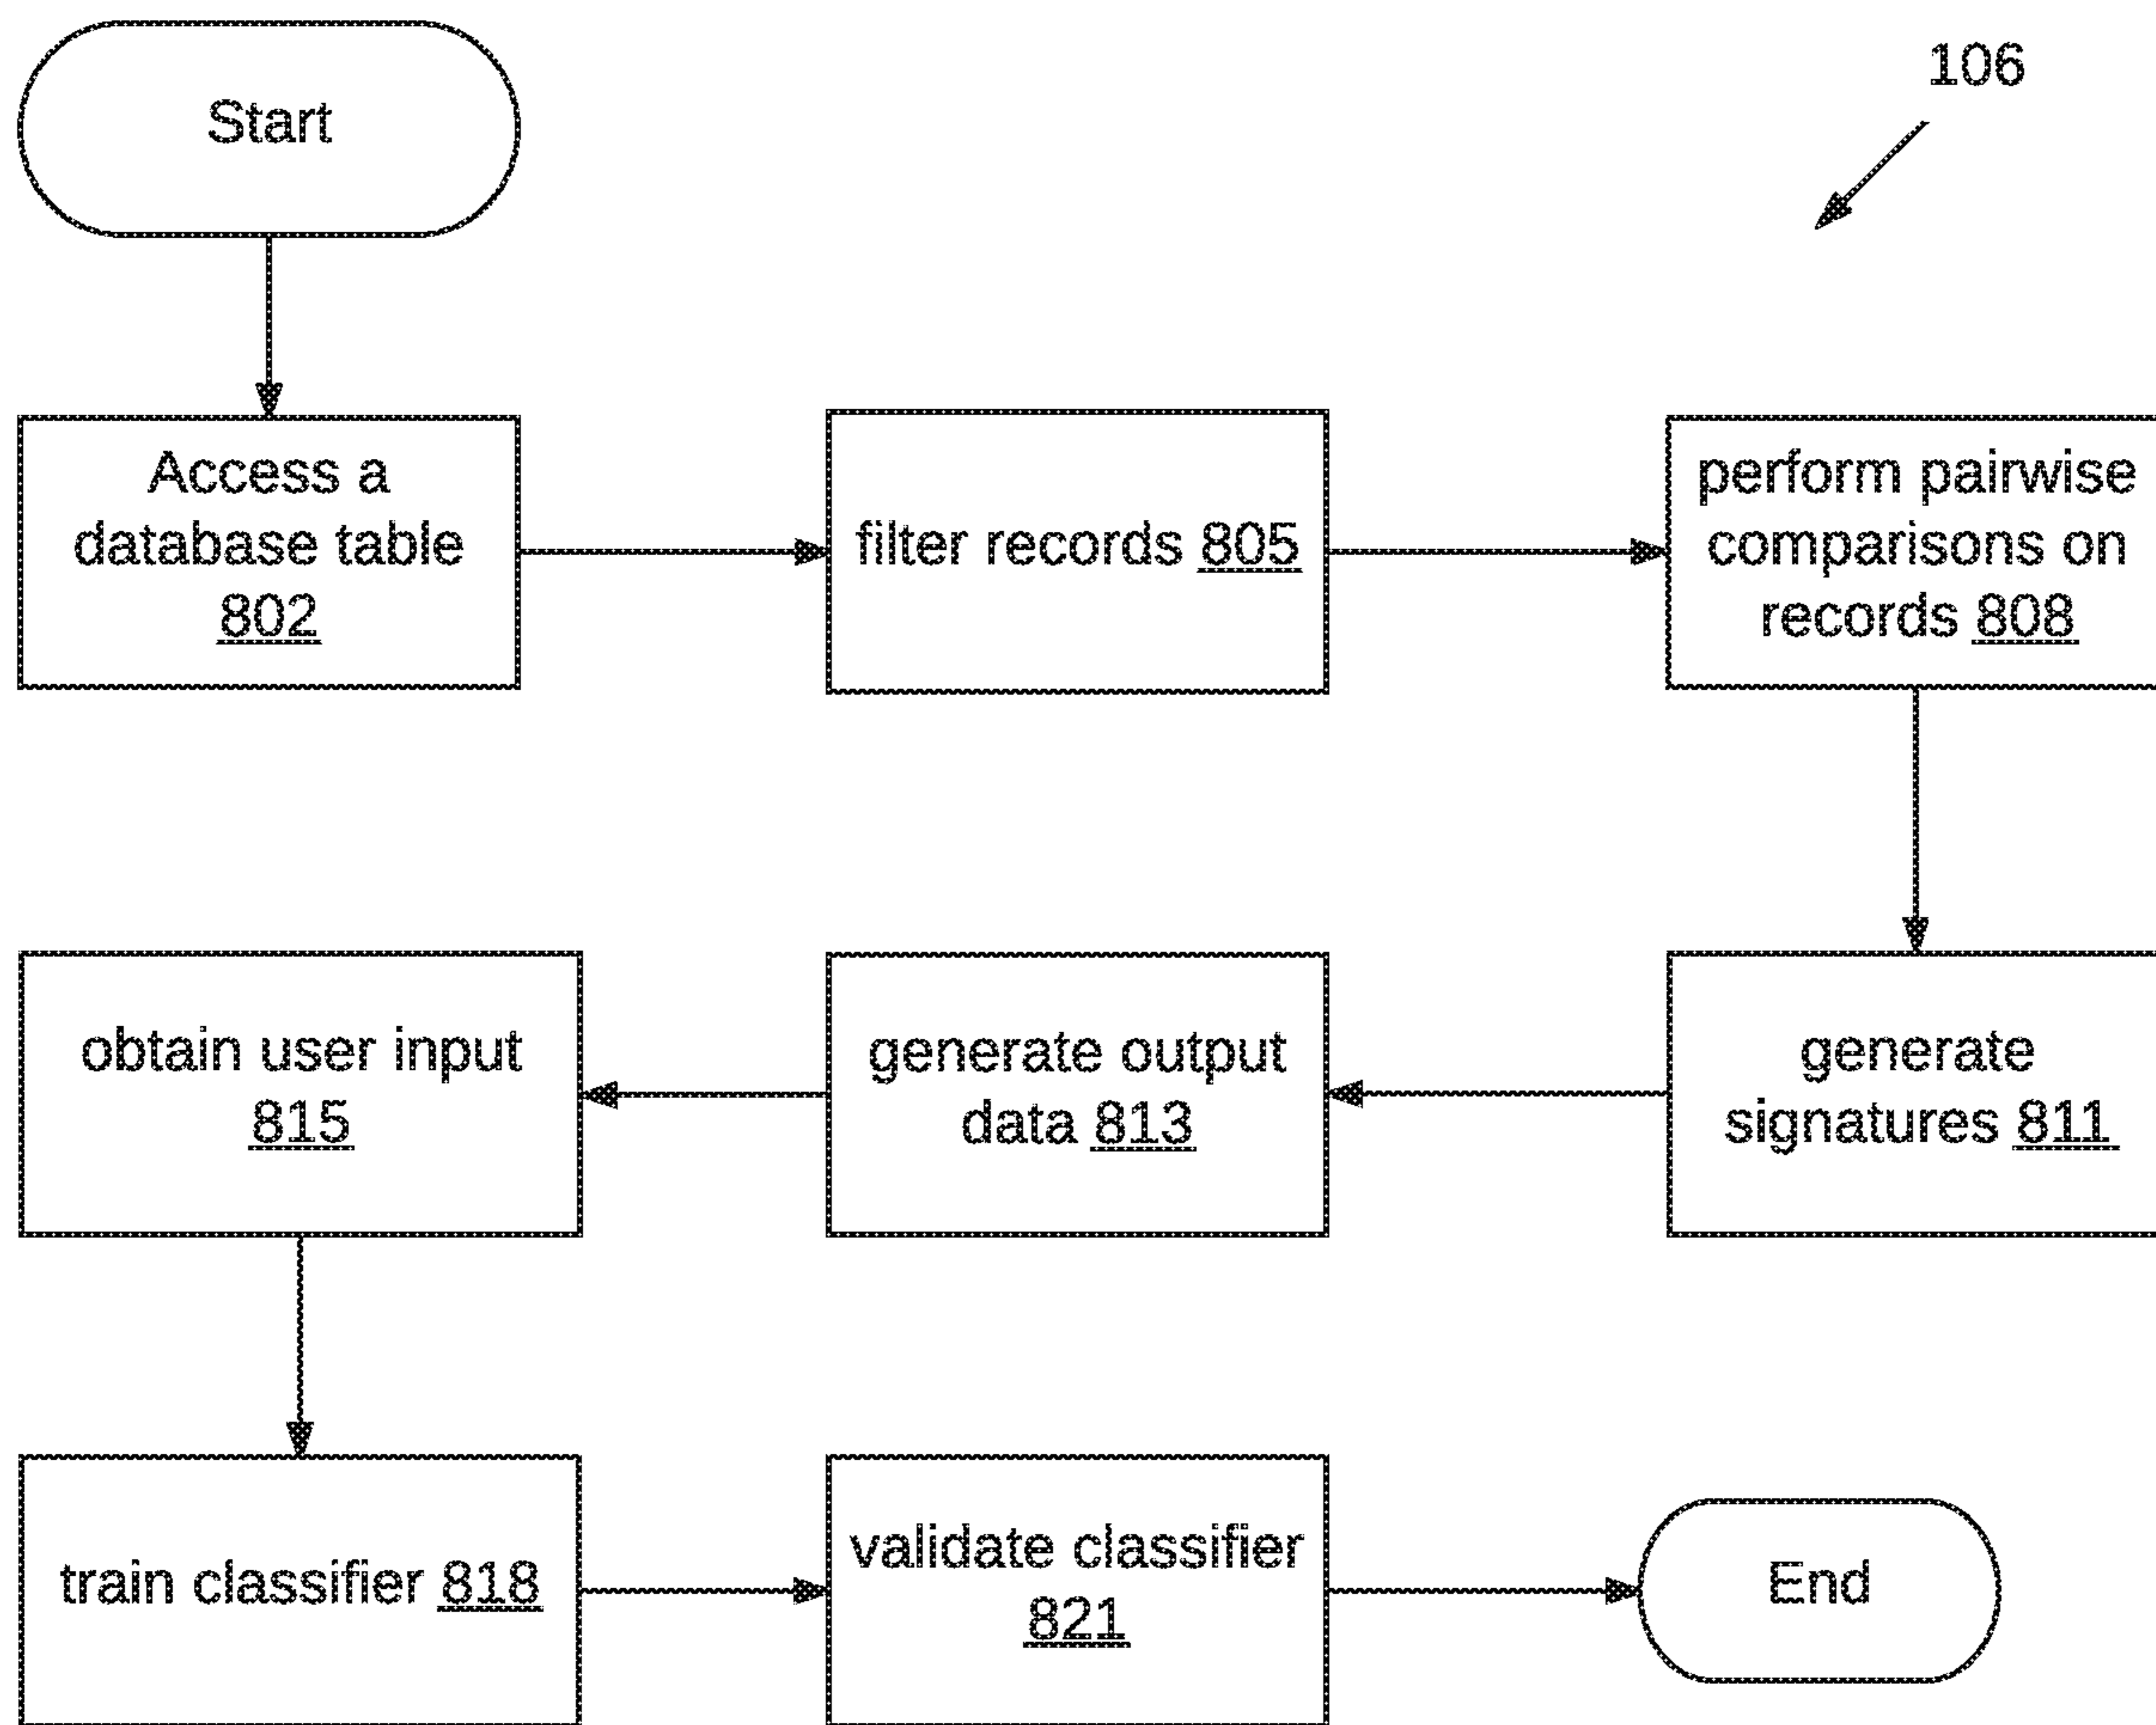 Start
106
Access a
database table
802
filter records 805
perform pairwise
comparisons on
records 808
generate
signatures 811
generate output
data 813
obtain user input
815
train classifier 818
validate classifier
821
End